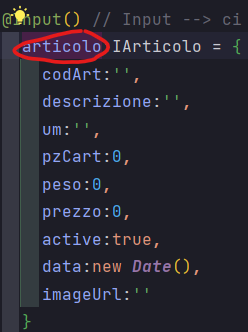 @Input() // Input --> ci
articolo IArticolo = {
codArt:'',
descrizione:'',
um:'',
pzCart:0,
peso:0,
prezzo:0,
active:true,
data:new Date(),
imageUrl:''
}